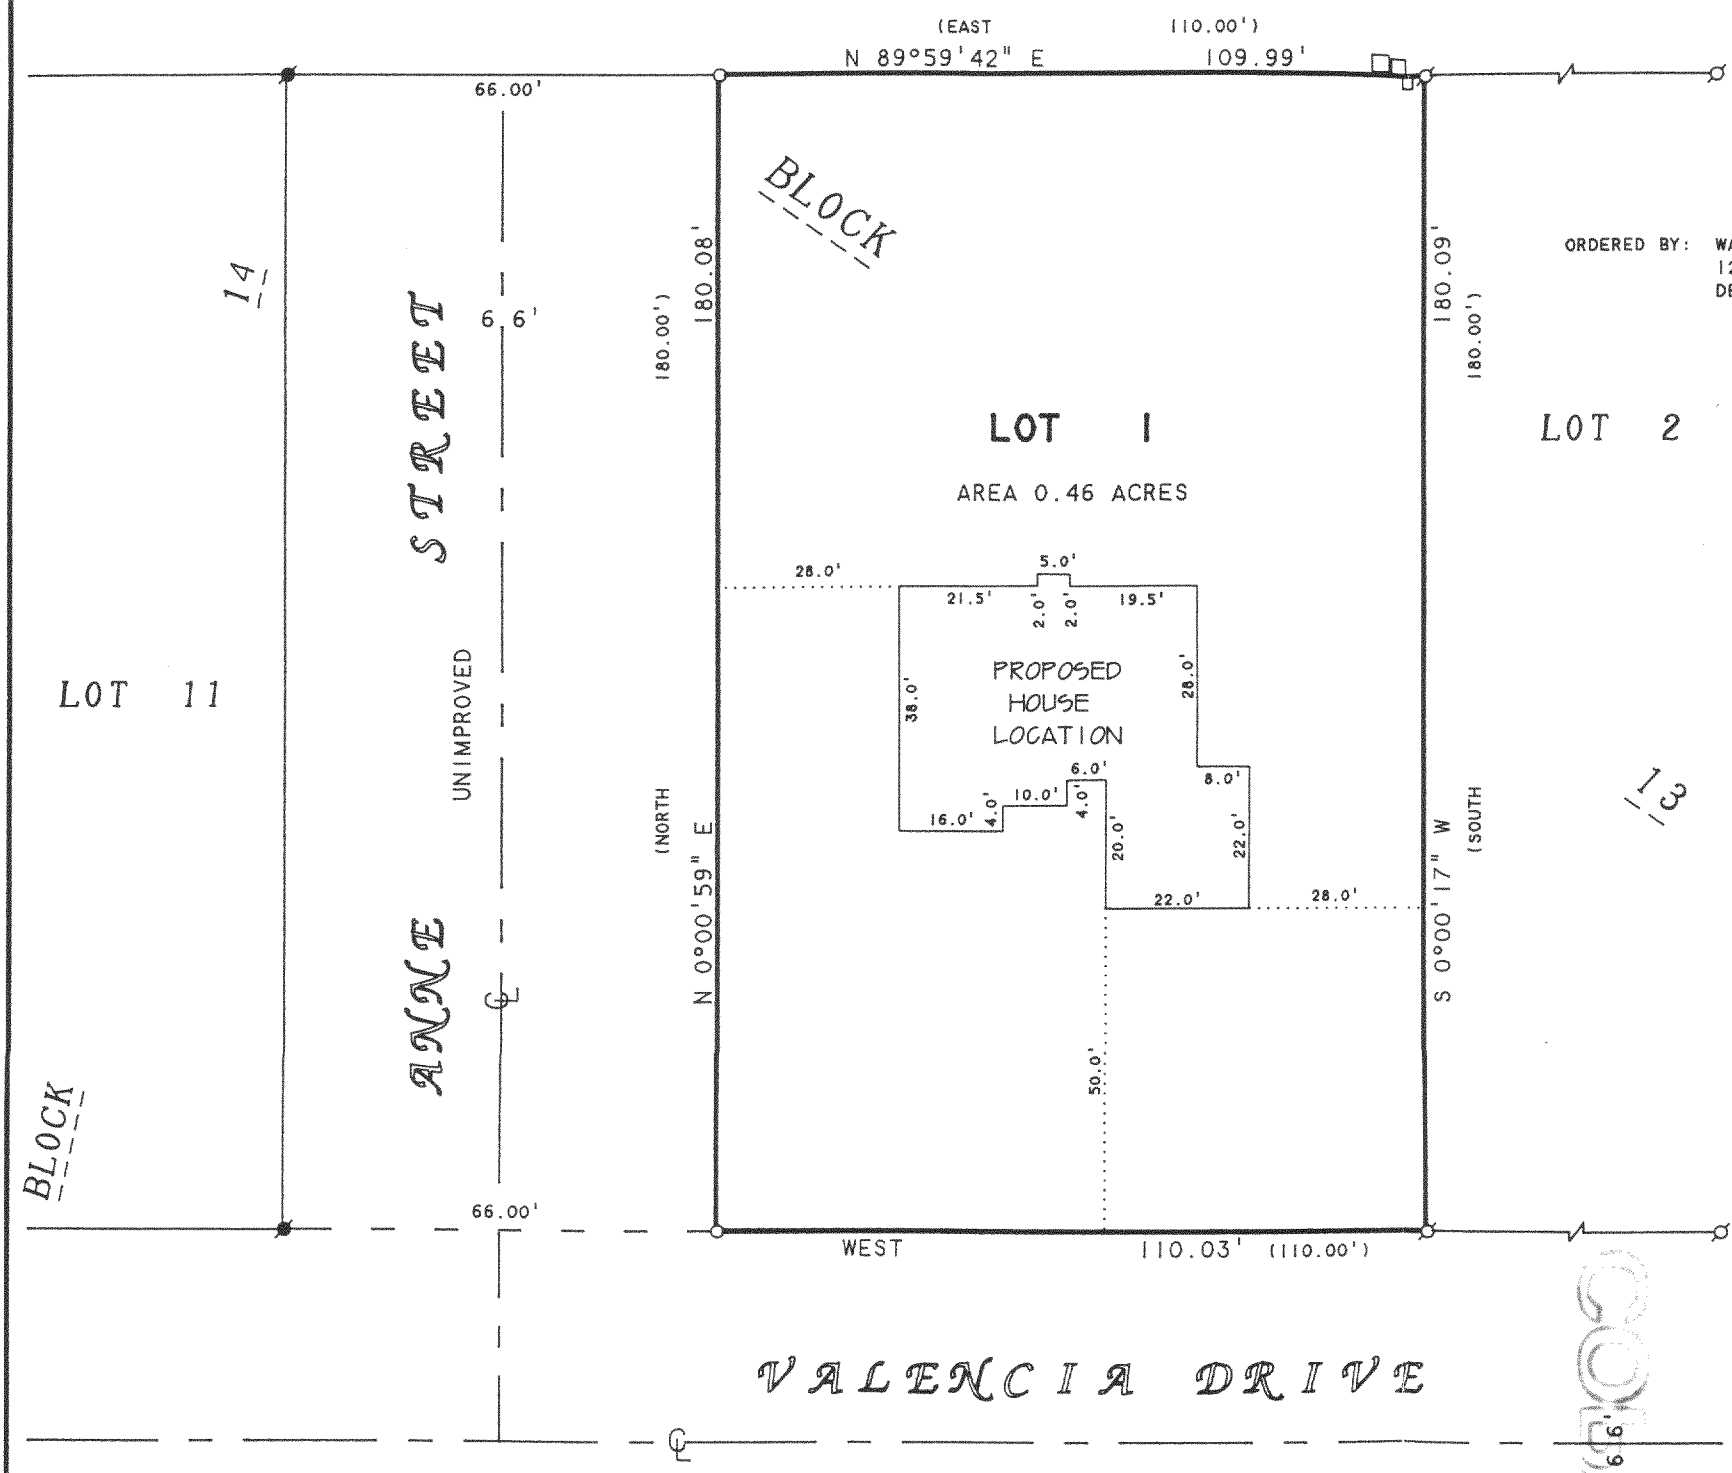 (EAST 110.00')
N 89°59'42" E 109.99'
66.00'
BLOCK
14
180.08'
(NORTH 180.00')
N 0°00'59" E
180.09'
(SOUTH 180.00')
S 0°00'17" W
ORDERED BY:
66'
ANNE STREET
UNIMPROVED
LOT 1
AREA 0.46 ACRES
LOT 2
LOT 11
28.0'
5.0'
21.5'
2.0'
2.0'
19.5'
38.0'
28.0'
PROPOSED
HOUSE
LOCATION
6.0'
8.0'
10.0'
4.0'
4.0'
16.0'
20.0'
22.0'
22.0'
28.0'
50.0'
13
BLOCK
66.00'
WEST 110.03' (110.00')
VALENCIA DRIVE
66'